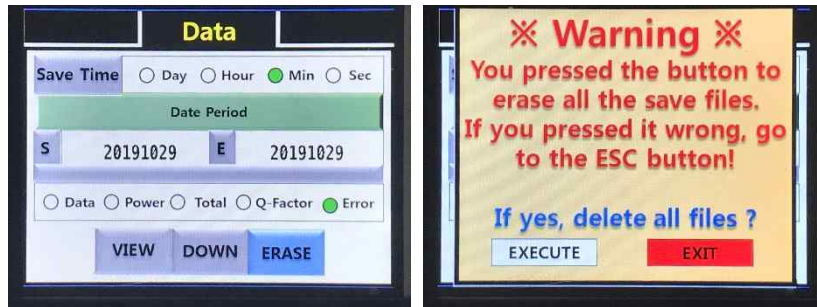 Data
Save Time Day Hour Min Sec
Date Period
S 20191029 E 20191029
Data Power Total Q-Factor Error
VIEW DOWN ERASE
※ Warning ※
You pressed the button to
erase all the save files.
If you pressed it wrong, go
to the ESC button!
If yes, delete all files ?
EXECUTE EXIT